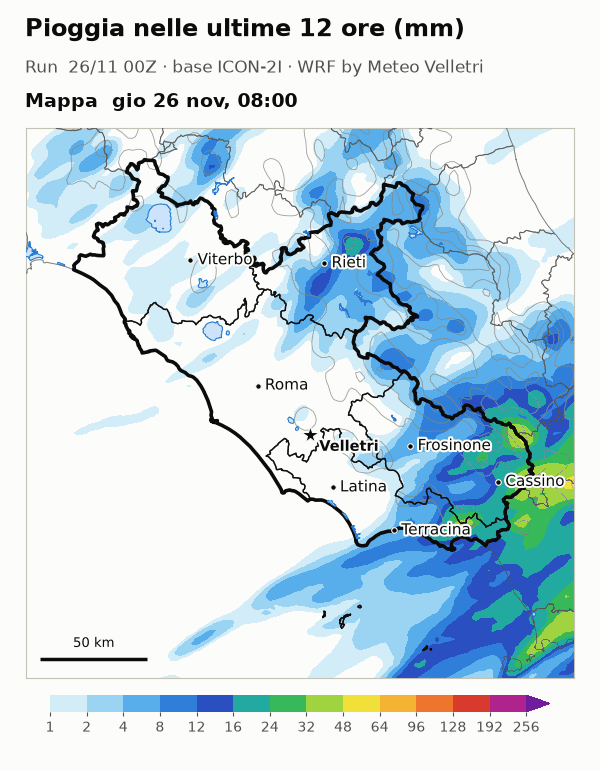 Pioggia nelle ultime 12 ore (mm)
Run  26/11 00Z · base ICON-2I · WRF by Meteo Velletri
Mappa  gio 26 nov, 08:00
Viterbo
Rieti
Roma
Velletri
Frosinone
Latina
Cassino
Terracina
50 km
1 2 4 8 12 16 24 32 48 64 96 128 192 256